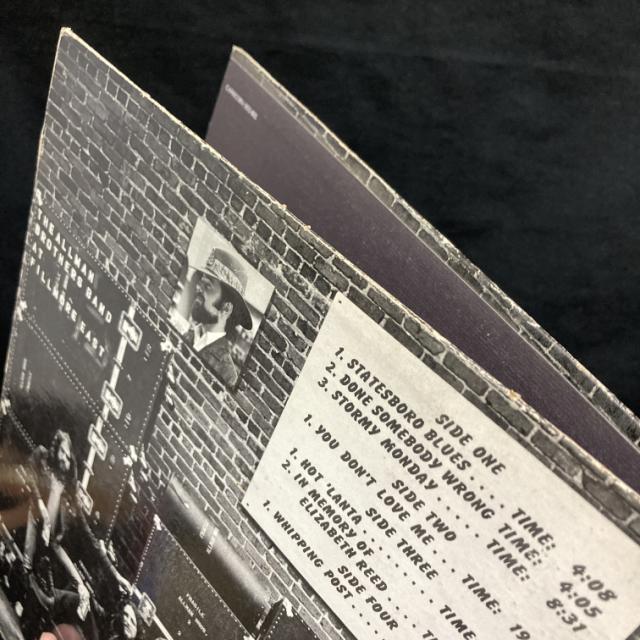 THE ALLMAN
BROTHERS BAND
FILLMORE EAST
SIDE ONE
1. STATESBORO BLUES.... TIME: 4:08
2. DONE SOMEBODY WRONG TIME: 4:05
3. STORMY MONDAY..... TIME: 8:31
SIDE TWO
1. YOU DON'T LOVE ME.... TIME: 19
SIDE THREE
1. HOT 'LANTA...... TIME
2. IN MEMORY OF
ELIZABETH REED... T
SIDE FOUR
1. WHIPPING POST..